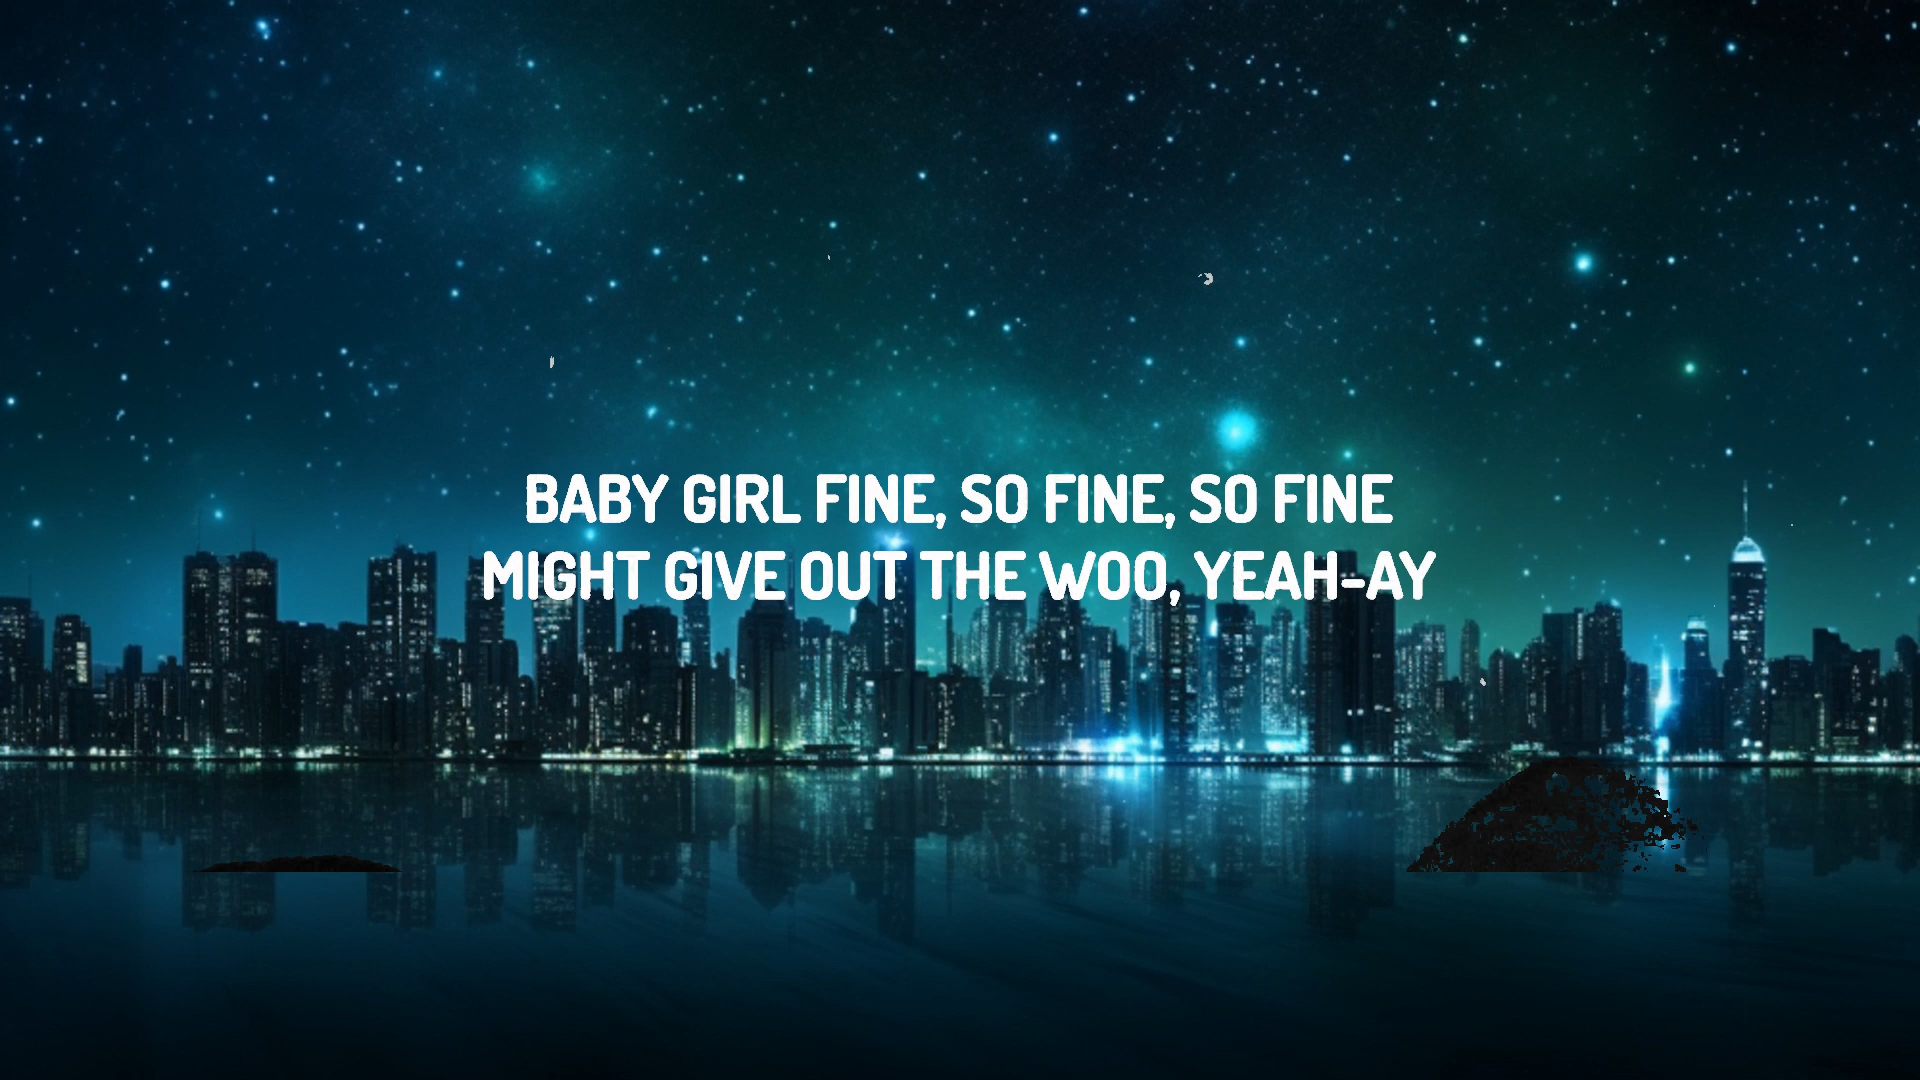 BABY GIRL FINE, SO FINE, SO FINE
MIGHT GIVE OUT THE WOO, YEAH-AY